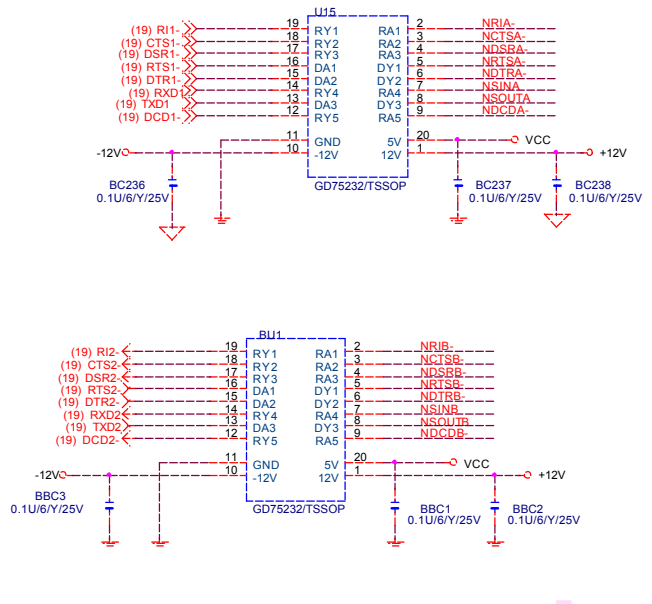 U15
(19) RI1- 19 RY1 RA1 2 NRIA-
(19) CTS1- 18 RY2 RA2 3 NCTSA-
(19) DSR1- 17 RY3 RA3 4 NDSRA-
(19) RTS1- 16 DA1 DY1 5 NRTSA-
(19) DTR1- 15 DA2 DY2 6 NDTRA-
(19) RXD1 14 RY4 RA4 7 NSINA
(19) TXD1 13 DA3 DY3 8 NSOUTA
(19) DCD1- 12 RY5 RA5 9 NDCDA-
11 GND 5V 20 VCC
-12V 10 -12V 12V 1 +12V
GD75232/TSSOP
BC236
0.1U/6/Y/25V
BC237
0.1U/6/Y/25V
BC238
0.1U/6/Y/25V
BU1
(19) RI2- 19 RY1 RA1 2 NRIB-
(19) CTS2- 18 RY2 RA2 3 NCTSB-
(19) DSR2- 17 RY3 RA3 4 NDSRB-
(19) RTS2- 16 DA1 DY1 5 NRTSB-
(19) DTR2- 15 DA2 DY2 6 NDTRB-
(19) RXD2 14 RY4 RA4 7 NSINB
(19) TXD2 13 DA3 DY3 8 NSOUTB
(19) DCD2- 12 RY5 RA5 9 NDCDB-
11 GND 5V 20 VCC
-12V 10 -12V 12V 1 +12V
GD75232/TSSOP
BBC3
0.1U/6/Y/25V
BBC1
0.1U/6/Y/25V
BBC2
0.1U/6/Y/25V